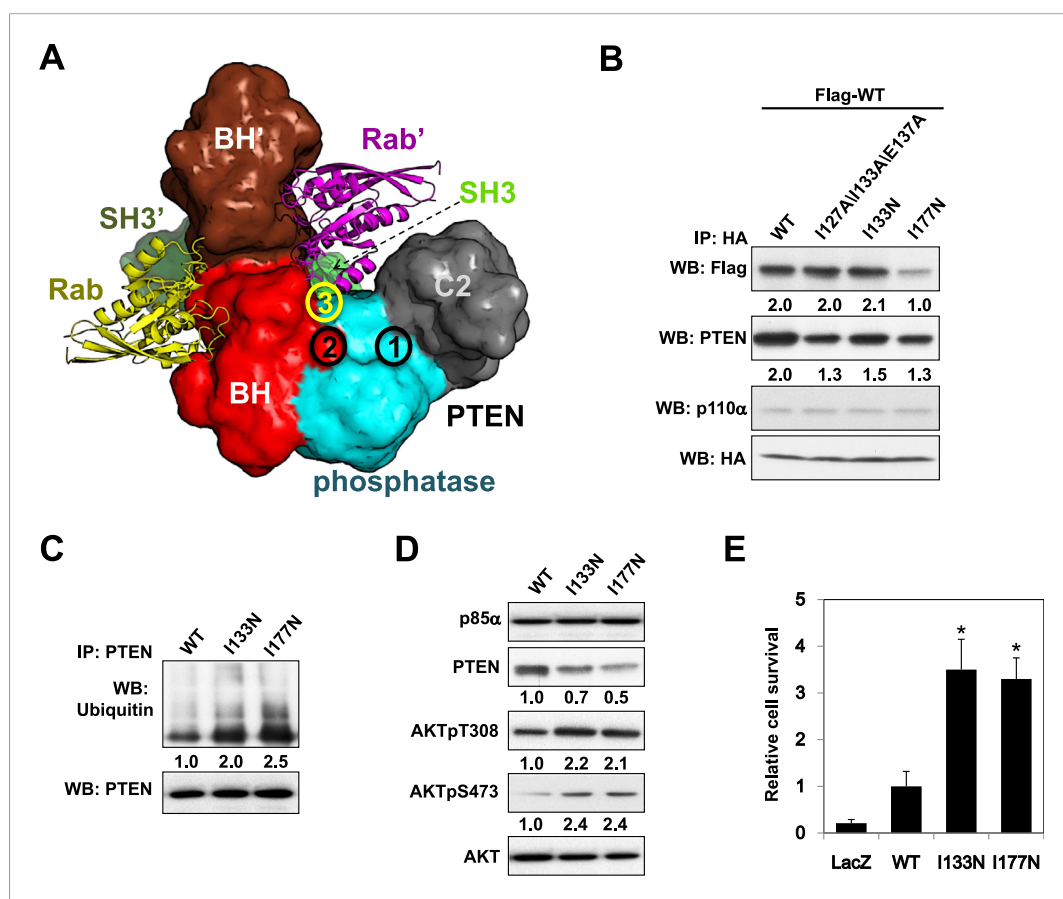 A
BH'
Rab'
SH3
SH3'
Rab
C2
3
2
1
BH
PTEN
phosphatase
B
Flag-WT
WT
I127A\I133A\E137A
I133N
I177N
IP: HA
WB: Flag
2.0 2.0 2.1 1.0
WB: PTEN
2.0 1.3 1.5 1.3
WB: p110α
WB: HA
C
WT
I133N
I177N
IP: PTEN
WB:
Ubiquitin
1.0 2.0 2.5
WB: PTEN
D
WT
I133N
I177N
p85α
PTEN
1.0 0.7 0.5
AKTpT308
1.0 2.2 2.1
AKTpS473
1.0 2.4 2.4
AKT
E
Relative cell survival
5
4
3
2
1
0
* *
LacZ WT I133N I177N